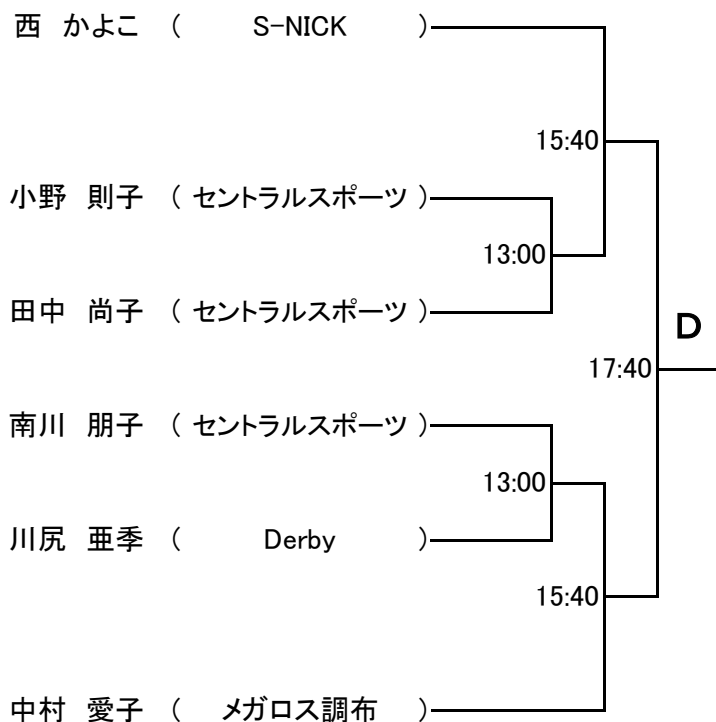 西 かよこ ( S-NICK )
15:40
小野 則子 ( セントラルスポーツ )
13:00
田中 尚子 ( セントラルスポーツ )
D
17:40
南川 朋子 ( セントラルスポーツ )
13:00
川尻 亜季 ( Derby )
15:40
中村 愛子 ( メガロス調布 )